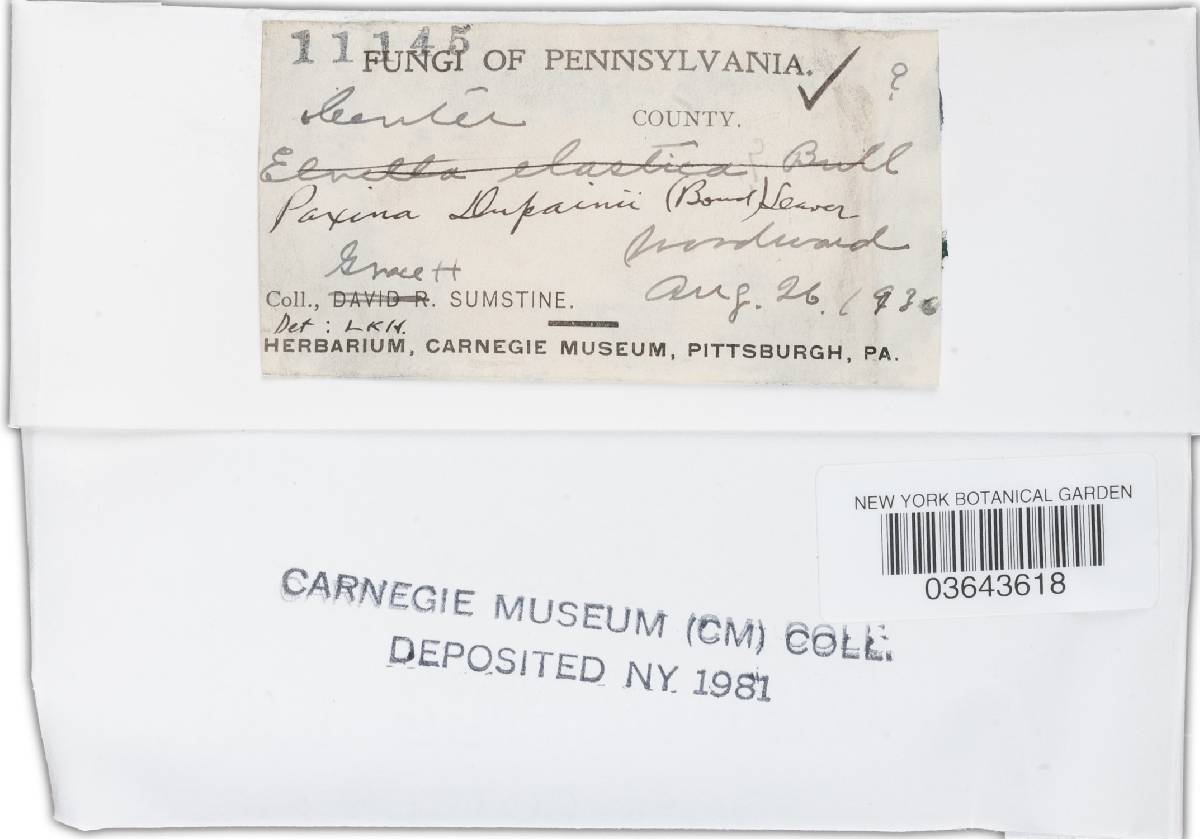 11145
FUNGI OF PENNSYLVANIA. ✓ ?
Center COUNTY.
Elvella elastica Bull
Paxina Dupainii (Boud) Seaver
Woodward
Grace H
Coll., DAVID R. SUMSTINE. Aug. 26. 1930
Det: LKH.
HERBARIUM, CARNEGIE MUSEUM, PITTSBURGH, PA.
NEW YORK BOTANICAL GARDEN
03643618
CARNEGIE MUSEUM (CM) COLL.
DEPOSITED NY. 1981